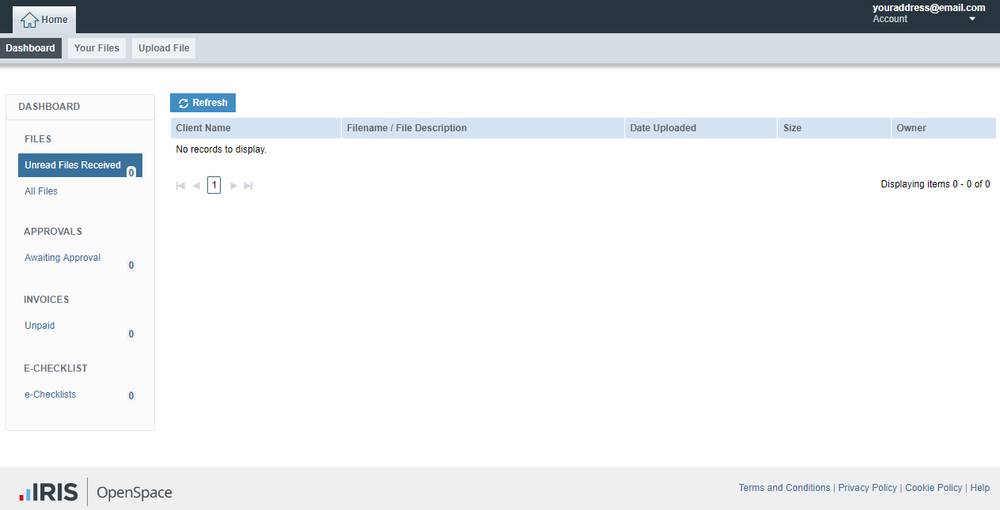 Home
youraddress@email.com
Account
Dashboard Your Files Upload File
DASHBOARD
FILES
Unread Files Received 0
All Files
APPROVALS
Awaiting Approval 0
INVOICES
Unpaid 0
E-CHECKLIST
e-Checklists 0
Refresh
Client Name Filename / File Description Date Uploaded Size Owner
No records to display.
1
Displaying items 0 - 0 of 0
IRIS OpenSpace
Terms and Conditions | Privacy Policy | Cookie Policy | Help